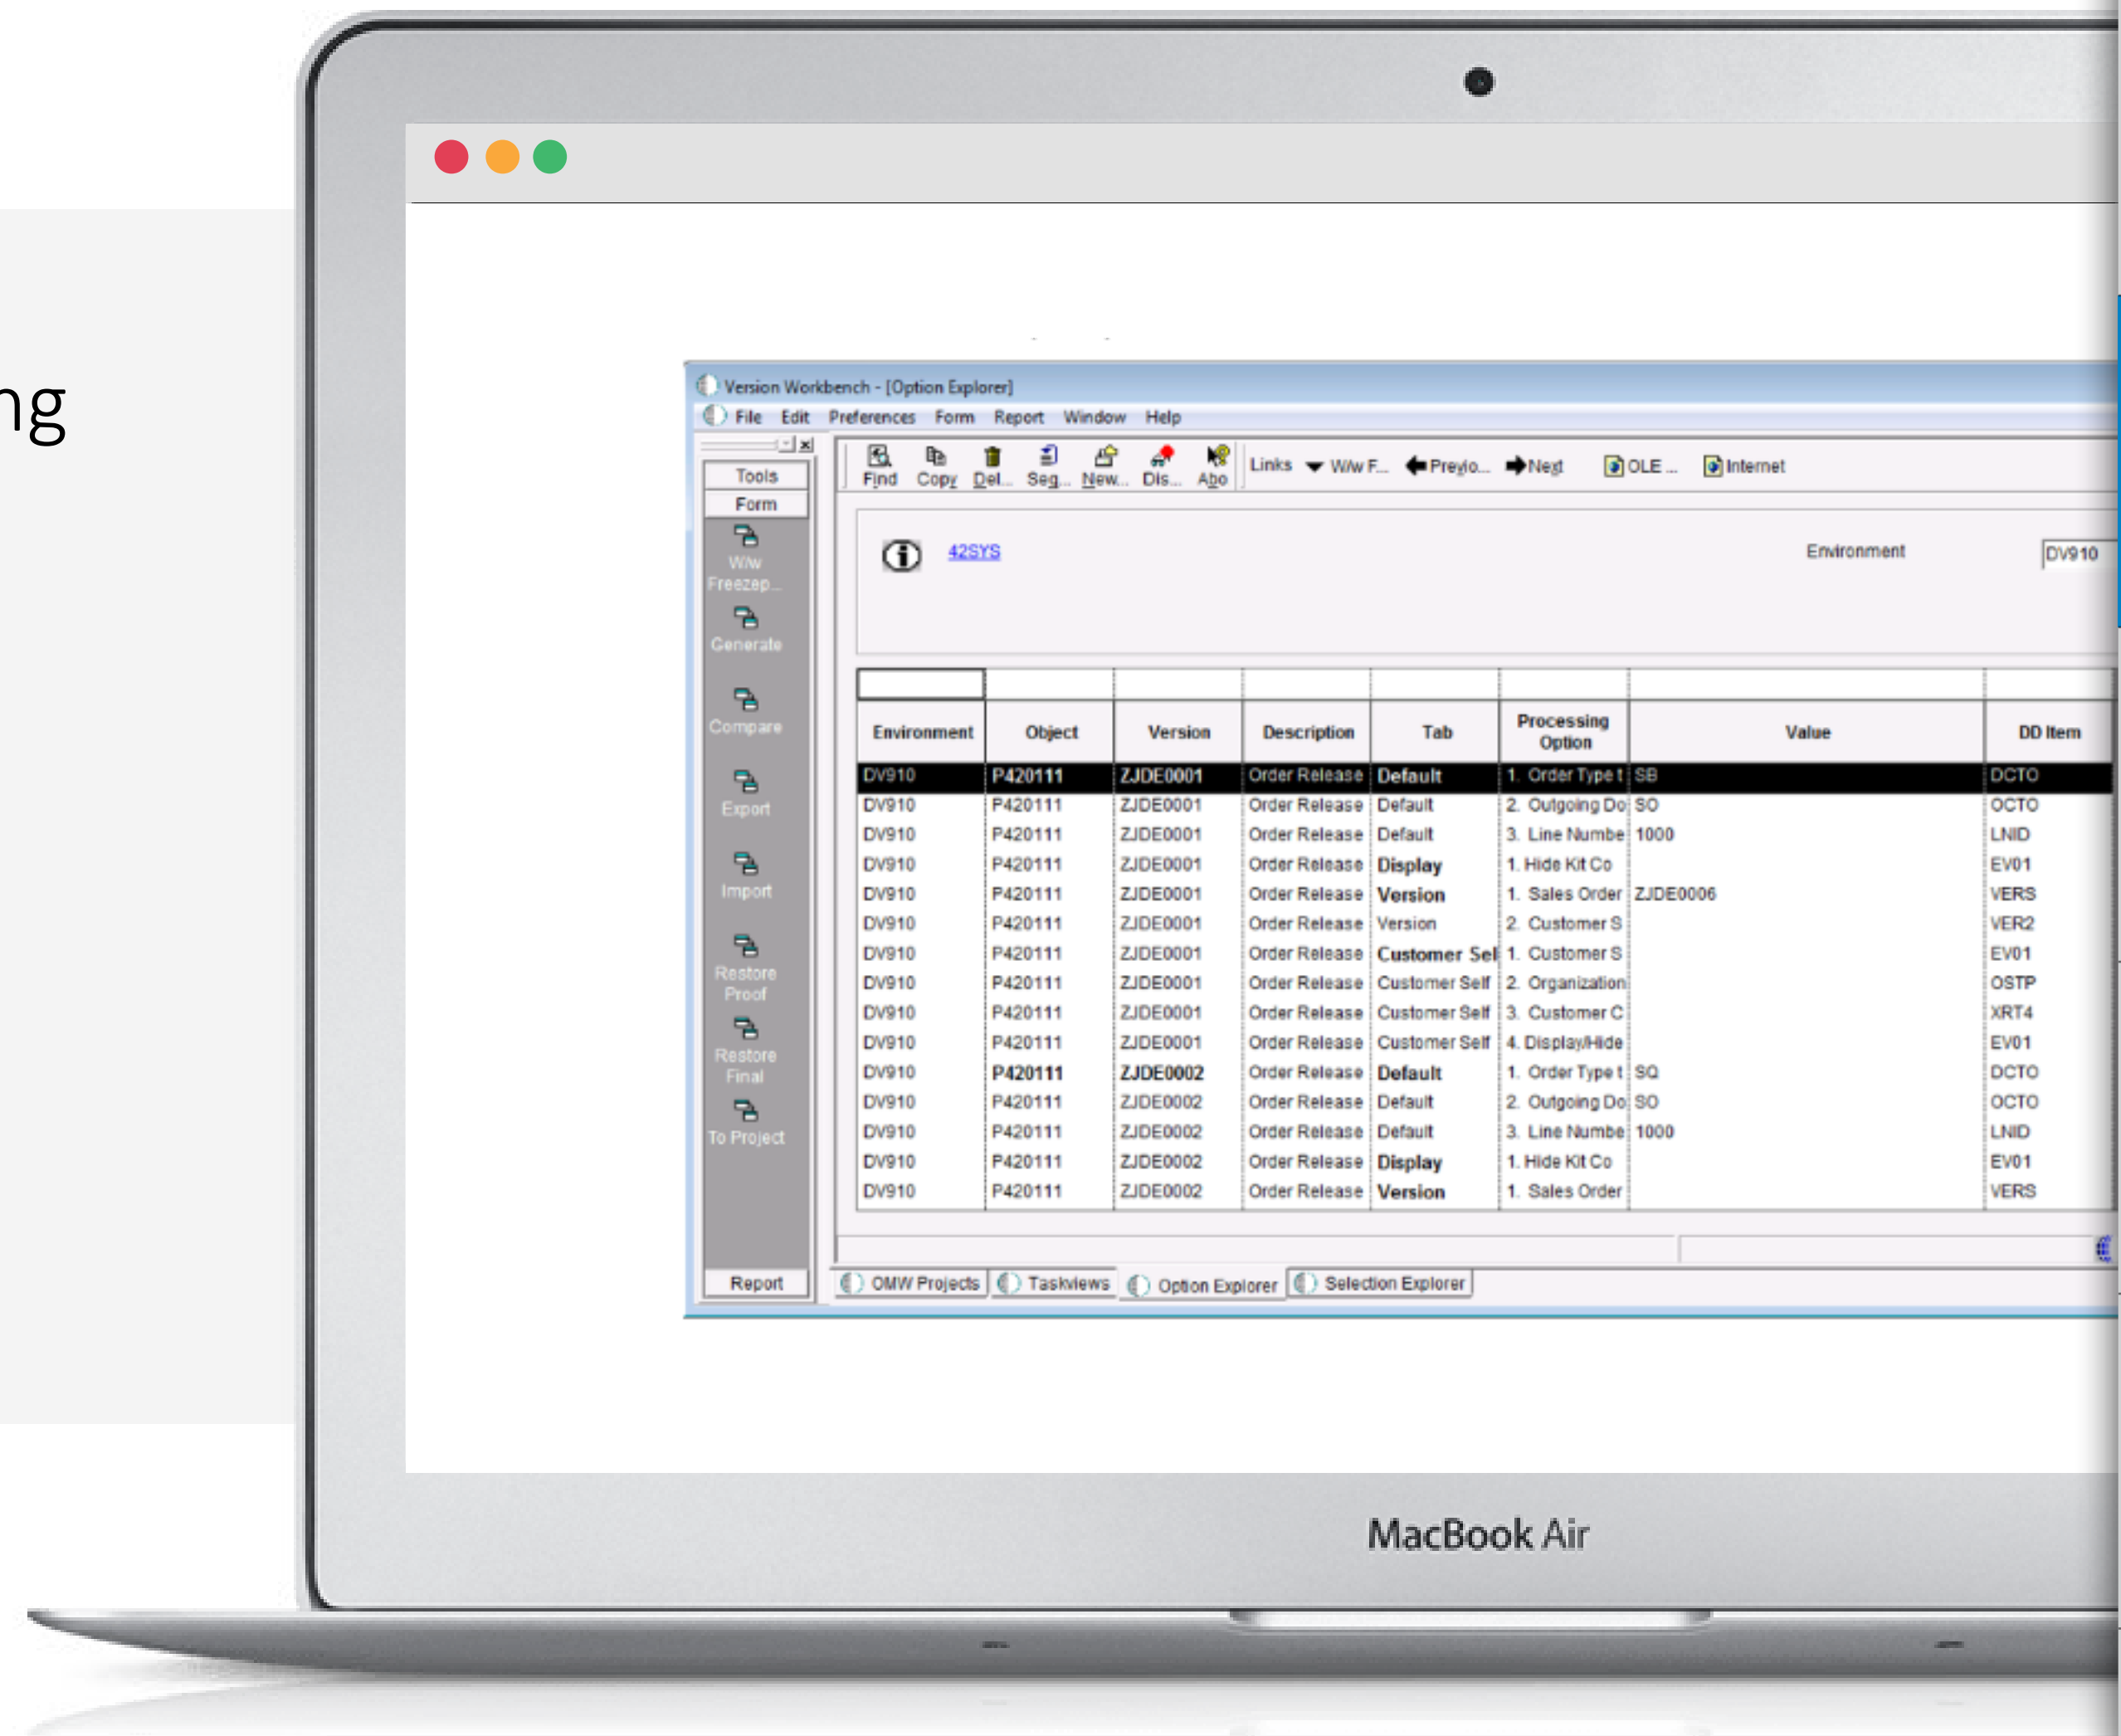 ng
Version Workbench - [Option Explorer]
File Edit Preferences Form Report Window Help
Tools
Form
W/w
Freezep...
Generate
Compare
Export
Import
Restore
Proof
Restore
Final
To Project
Report
Find Copy Del... Seq... New... Dis... Abo
Links W/w F... Previo... Next OLE ... Internet
42SYS Environment DV910
Environment Object Version Description Tab Processing Option Value DD Item
DV910 P420111 ZJDE0001 Order Release Default 1. Order Type t SB DCTO
DV910 P420111 ZJDE0001 Order Release Default 2. Outgoing Do SO OCTO
DV910 P420111 ZJDE0001 Order Release Default 3. Line Numbe 1000 LNID
DV910 P420111 ZJDE0001 Order Release Display 1. Hide Kit Co EV01
DV910 P420111 ZJDE0001 Order Release Version 1. Sales Order ZJDE0006 VERS
DV910 P420111 ZJDE0001 Order Release Version 2. Customer S VER2
DV910 P420111 ZJDE0001 Order Release Customer Sel 1. Customer S EV01
DV910 P420111 ZJDE0001 Order Release Customer Self 2. Organization OSTP
DV910 P420111 ZJDE0001 Order Release Customer Self 3. Customer C XRT4
DV910 P420111 ZJDE0001 Order Release Customer Self 4. Display/Hide EV01
DV910 P420111 ZJDE0002 Order Release Default 1. Order Type t SQ DCTO
DV910 P420111 ZJDE0002 Order Release Default 2. Outgoing Do SO OCTO
DV910 P420111 ZJDE0002 Order Release Default 3. Line Numbe 1000 LNID
DV910 P420111 ZJDE0002 Order Release Display 1. Hide Kit Co EV01
DV910 P420111 ZJDE0002 Order Release Version 1. Sales Order VERS
OMW Projects Taskviews Option Explorer Selection Explorer
MacBook Air